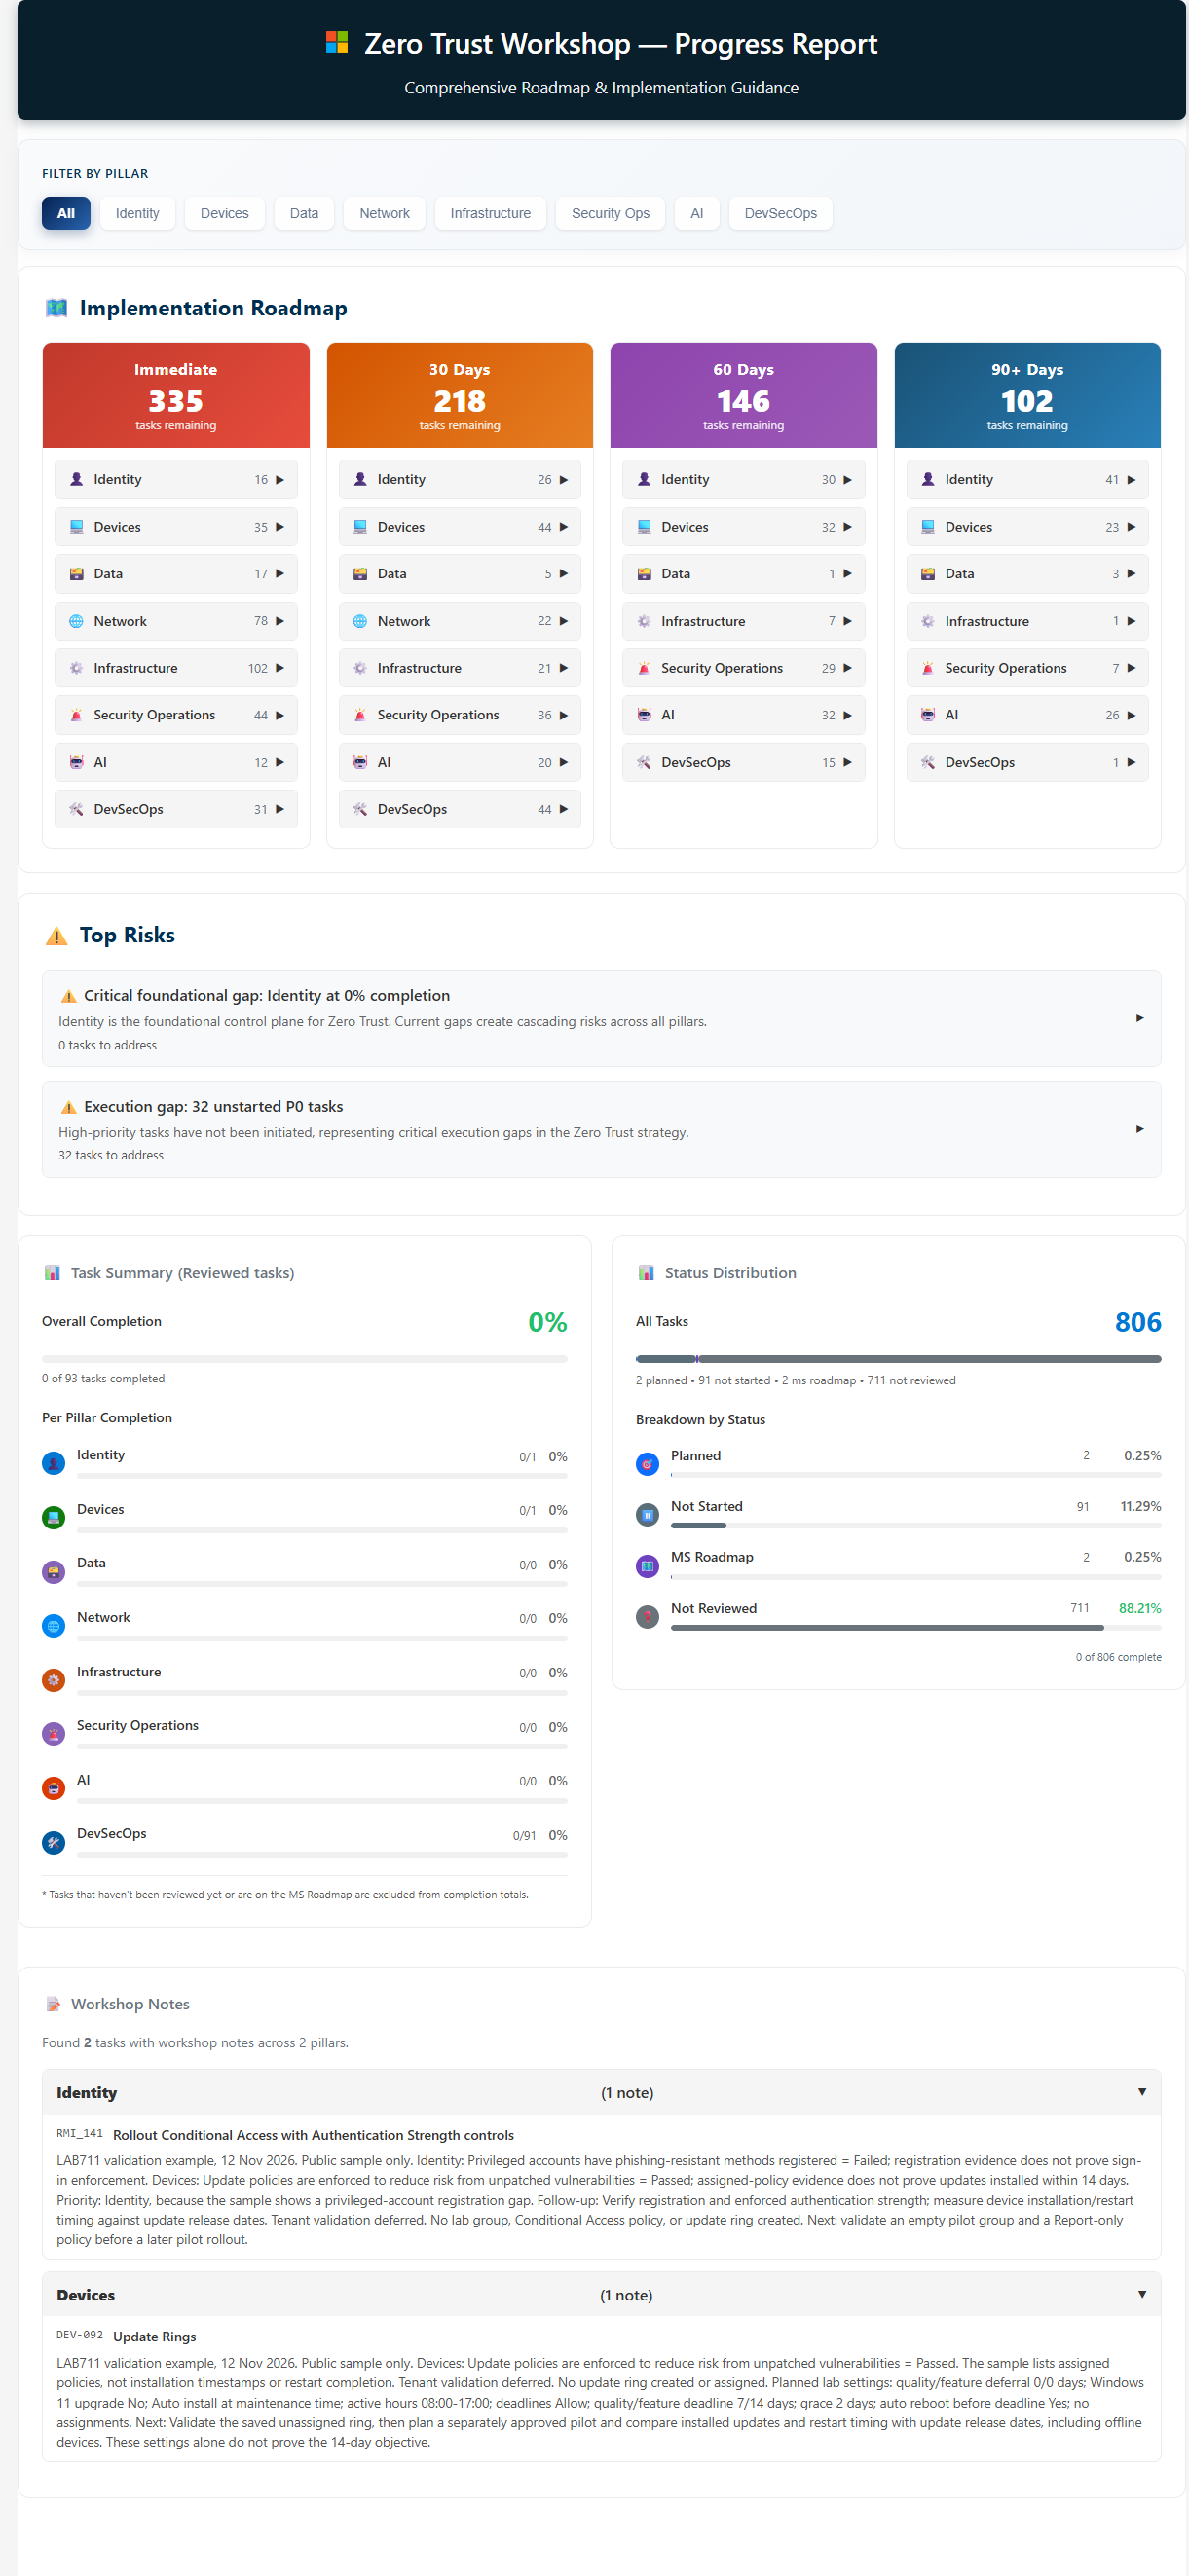 Zero Trust Workshop — Progress Report
Comprehensive Roadmap & Implementation Guidance
FILTER BY PILLAR
All
Identity
Devices
Data
Network
Infrastructure
Security Ops
AI
DevSecOps
Implementation Roadmap
Immediate
335
tasks remaining
Identity 16
Devices 35
Data 17
Network 78
Infrastructure 102
Security Operations 44
AI 12
DevSecOps 31
30 Days
218
tasks remaining
Identity 26
Devices 44
Data 5
Network 22
Infrastructure 21
Security Operations 36
AI 20
DevSecOps 44
60 Days
146
tasks remaining
Identity 30
Devices 32
Data 1
Infrastructure 7
Security Operations 29
AI 32
DevSecOps 15
90+ Days
102
tasks remaining
Identity 41
Devices 23
Data 3
Infrastructure 1
Security Operations 7
AI 26
DevSecOps 1
Top Risks
Critical foundational gap: Identity at 0% completion
Identity is the foundational control plane for Zero Trust. Current gaps create cascading risks across all pillars.
0 tasks to address
Execution gap: 32 unstarted P0 tasks
High-priority tasks have not been initiated, representing critical execution gaps in the Zero Trust strategy.
32 tasks to address
Task Summary (Reviewed tasks)
Overall Completion 0%
0 of 93 tasks completed
Per Pillar Completion
Identity 0/1 0%
Devices 0/1 0%
Data 0/0 0%
Network 0/0 0%
Infrastructure 0/0 0%
Security Operations 0/0 0%
AI 0/0 0%
DevSecOps 0/91 0%
* Tasks that haven't been reviewed yet or are on the MS Roadmap are excluded from completion totals.
Status Distribution
All Tasks 806
2 planned • 91 not started • 2 ms roadmap • 711 not reviewed
Breakdown by Status
Planned 2 0.25%
Not Started 91 11.29%
MS Roadmap 2 0.25%
Not Reviewed 711 88.21%
0 of 806 complete
Workshop Notes
Found 2 tasks with workshop notes across 2 pillars.
Identity (1 note)
RMI_141 Rollout Conditional Access with Authentication Strength controls
LAB711 validation example, 12 Nov 2026. Public sample only. Identity: Privileged accounts have phishing-resistant methods registered = Failed; registration evidence does not prove sign-
in enforcement. Devices: Update policies are enforced to reduce risk from unpatched vulnerabilities = Passed; assigned-policy evidence does not prove updates installed within 14 days.
Priority: Identity, because the sample shows a privileged-account registration gap. Follow-up: Verify registration and enforced authentication strength; measure device installation/restart
timing against update release dates. Tenant validation deferred. No lab group, Conditional Access policy, or update ring created. Next: validate an empty pilot group and a Report-only
policy before a later pilot rollout.
Devices (1 note)
DEV-092 Update Rings
LAB711 validation example, 12 Nov 2026. Public sample only. Devices: Update policies are enforced to reduce risk from unpatched vulnerabilities = Passed. The sample lists assigned
policies, not installation timestamps or restart completion. Tenant validation deferred. No update ring created or assigned. Planned lab settings: quality/feature deferral 0/0 days; Windows
11 upgrade No; Auto install at maintenance time; active hours 08:00-17:00; deadlines Allow; quality/feature deadline 7/14 days; grace 2 days; auto reboot before deadline Yes; no
assignments. Next: Validate the saved unassigned ring, then plan a separately approved pilot and compare installed updates and restart timing with update release dates, including offline
devices. These settings alone do not prove the 14-day objective.